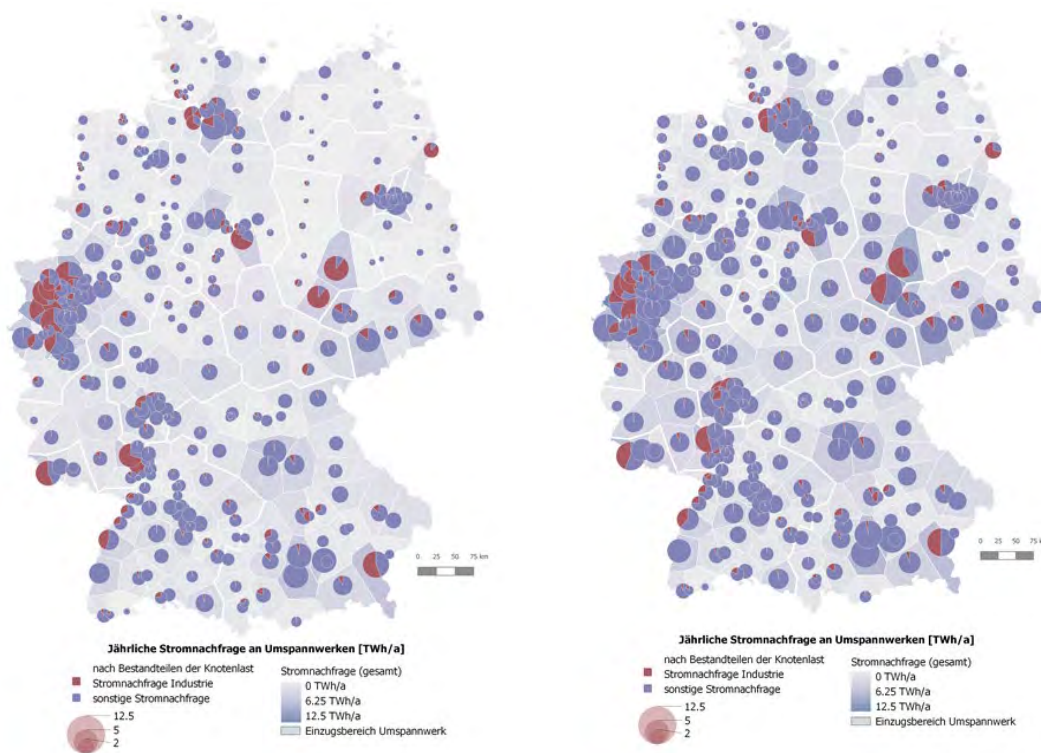 0 25 50 75 km
Jährliche Stromnachfrage an Umspannwerken [TWh/a]
nach Bestandteilen der Knotenlast
Stromnachfrage Industrie
sonstige Stromnachfrage
12.5
5
2
Stromnachfrage (gesamt)
0 TWh/a
6.25 TWh/a
12.5 TWh/a
Einzugsbereich Umspannwerk
0 25 50 75 km
Jährliche Stromnachfrage an Umspannwerken [TWh/a]
nach Bestandteilen der Knotenlast
Stromnachfrage Industrie
sonstige Stromnachfrage
12.5
5
2
Stromnachfrage (gesamt)
0 TWh/a
6.25 TWh/a
12.5 TWh/a
Einzugsbereich Umspannwerk